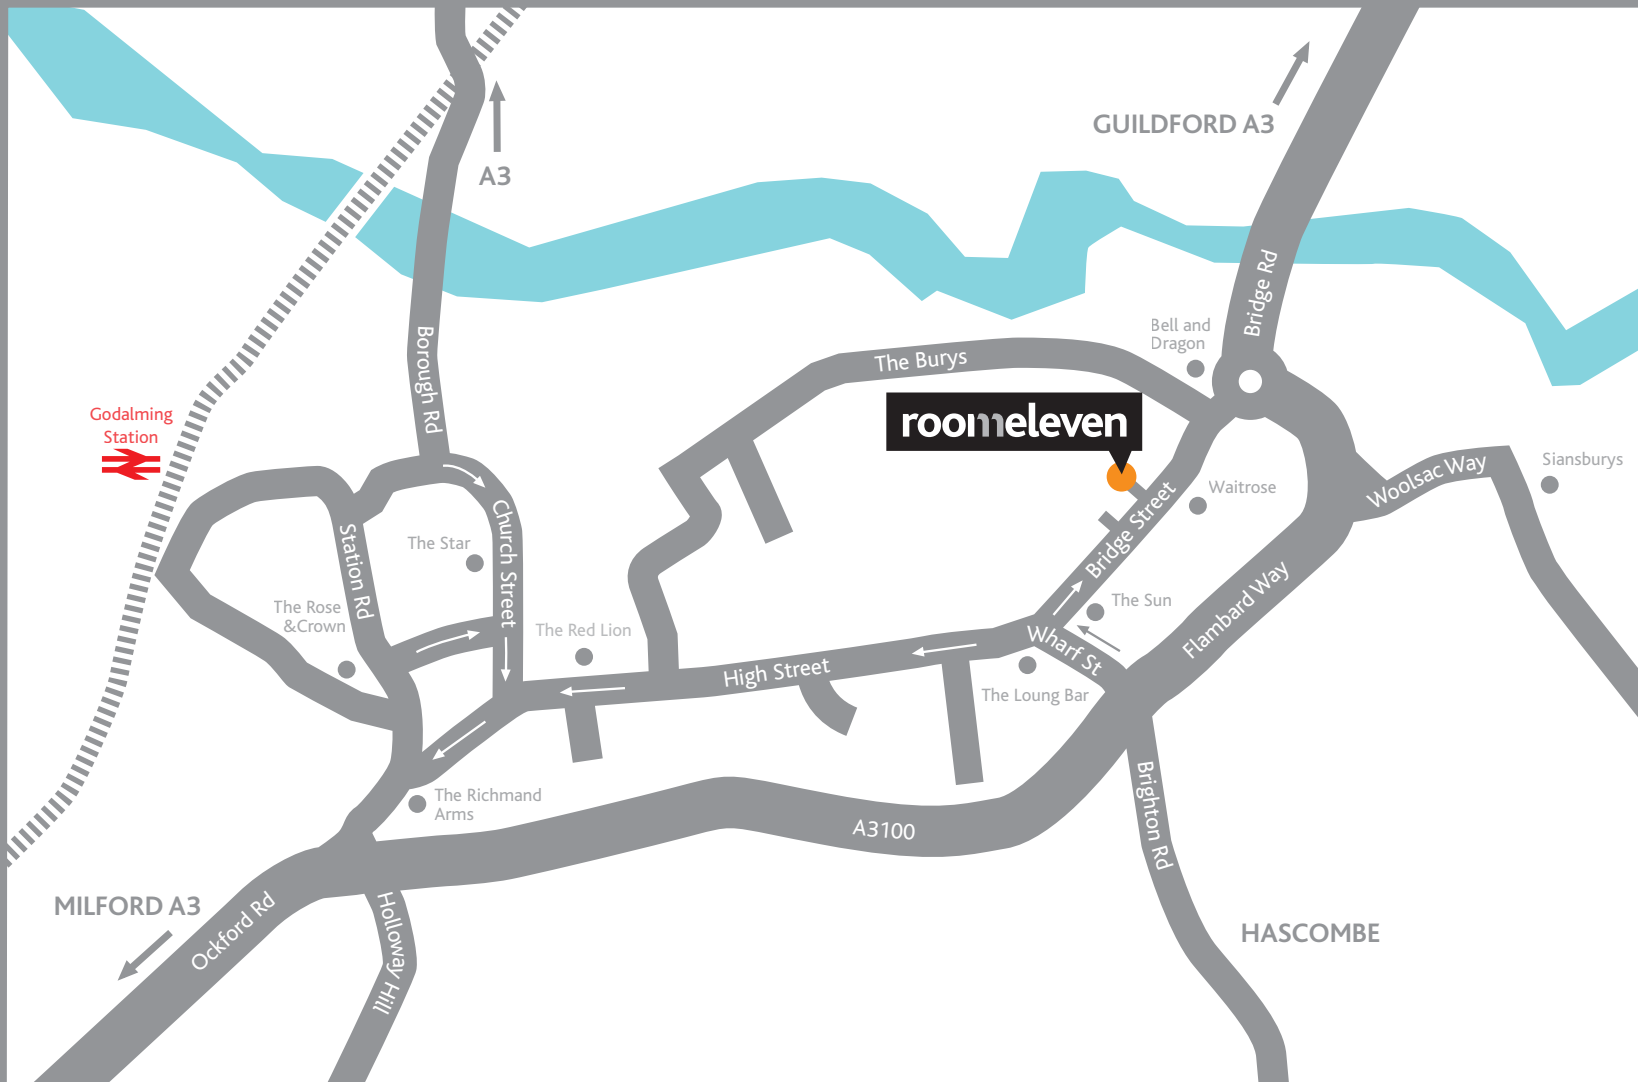 GUILDFORD A3
A3
Bridge Rd
Bell and
Dragon
Borough Rd
The Burys
Godalming
Station
roomeleven
Siansburys
Woolsac Way
Waitrose
Church Street
Bridge Street
The Star
Station Rd
The Rose
&Crown
The Sun
Flambard Way
The Red Lion
Wharf St
High Street
The Loung Bar
The Richmand
Arms
A3100
Brighton Rd
MILFORD A3
Ockford Rd
Holloway Hill
HASCOMBE